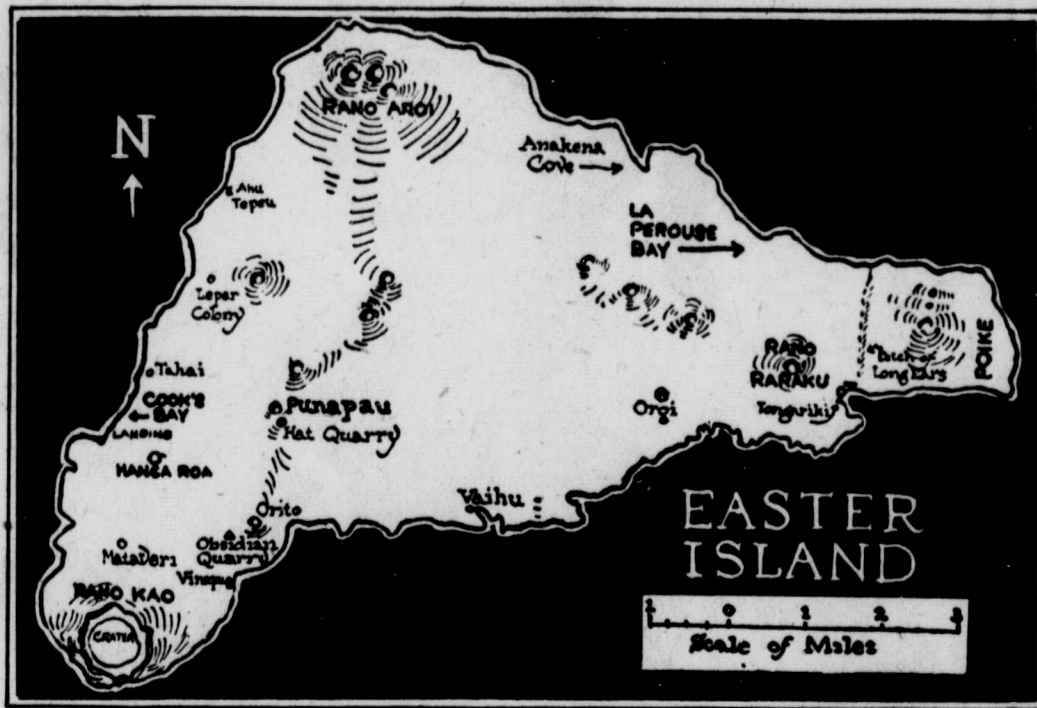 RANO AROI
N
Anakena
Cove
Ahu
Tepeu
LA
PEROUSE
BAY
Leper
Colony
RANO
RARAKU
Ditch of
Long Ears
POIKE
Tahai
COOK'S
BAY
LANDING
Punapau
Hat Quarry
Orgi
Tongariki
HANGA ROA
Vaihu
Orito
Obsidian
Quarry
Mataveri
Vinapu
RANO KAO
CRATER
EASTER
ISLAND
1 0 1 2 3
Scale of Miles